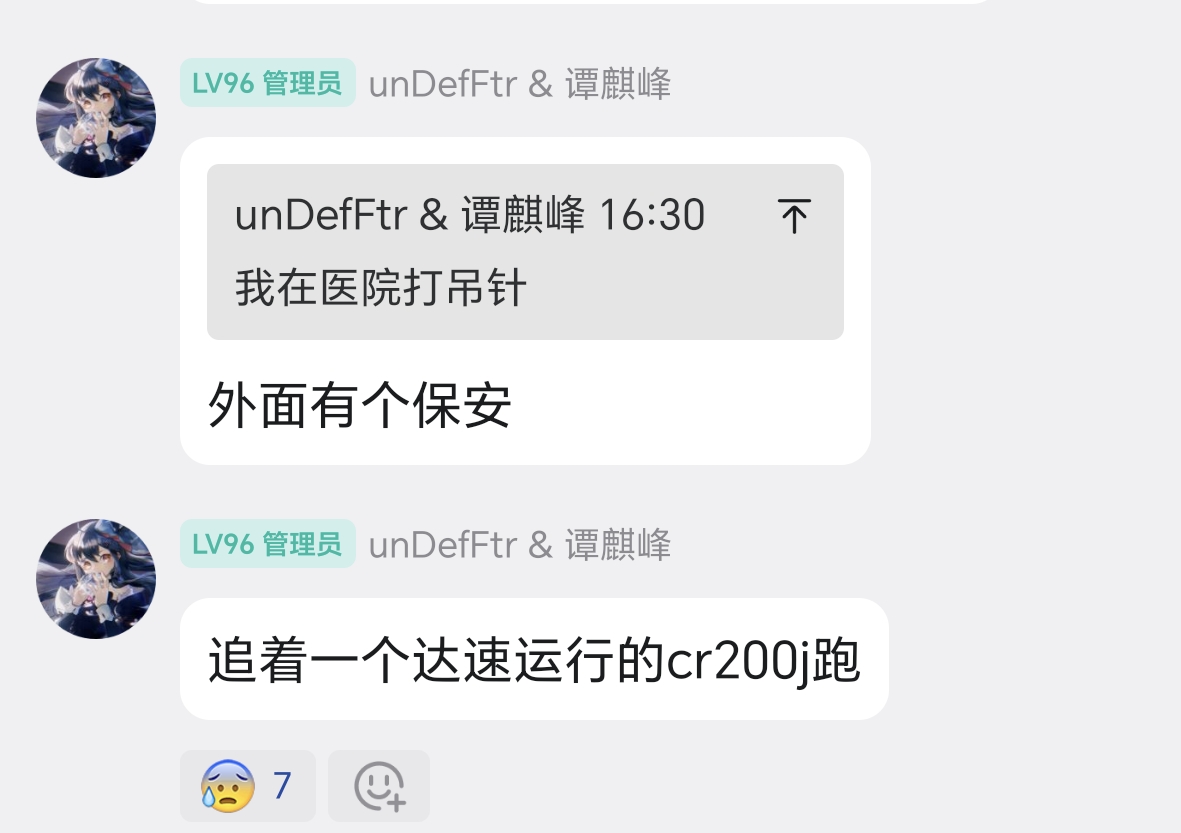 LV96 管理员 unDefFtr & 谭麒峰
unDefFtr & 谭麒峰 16:30
我在医院打吊针
外面有个保安
LV96 管理员 unDefFtr & 谭麒峰
追着一个达速运行的cr200j跑
7